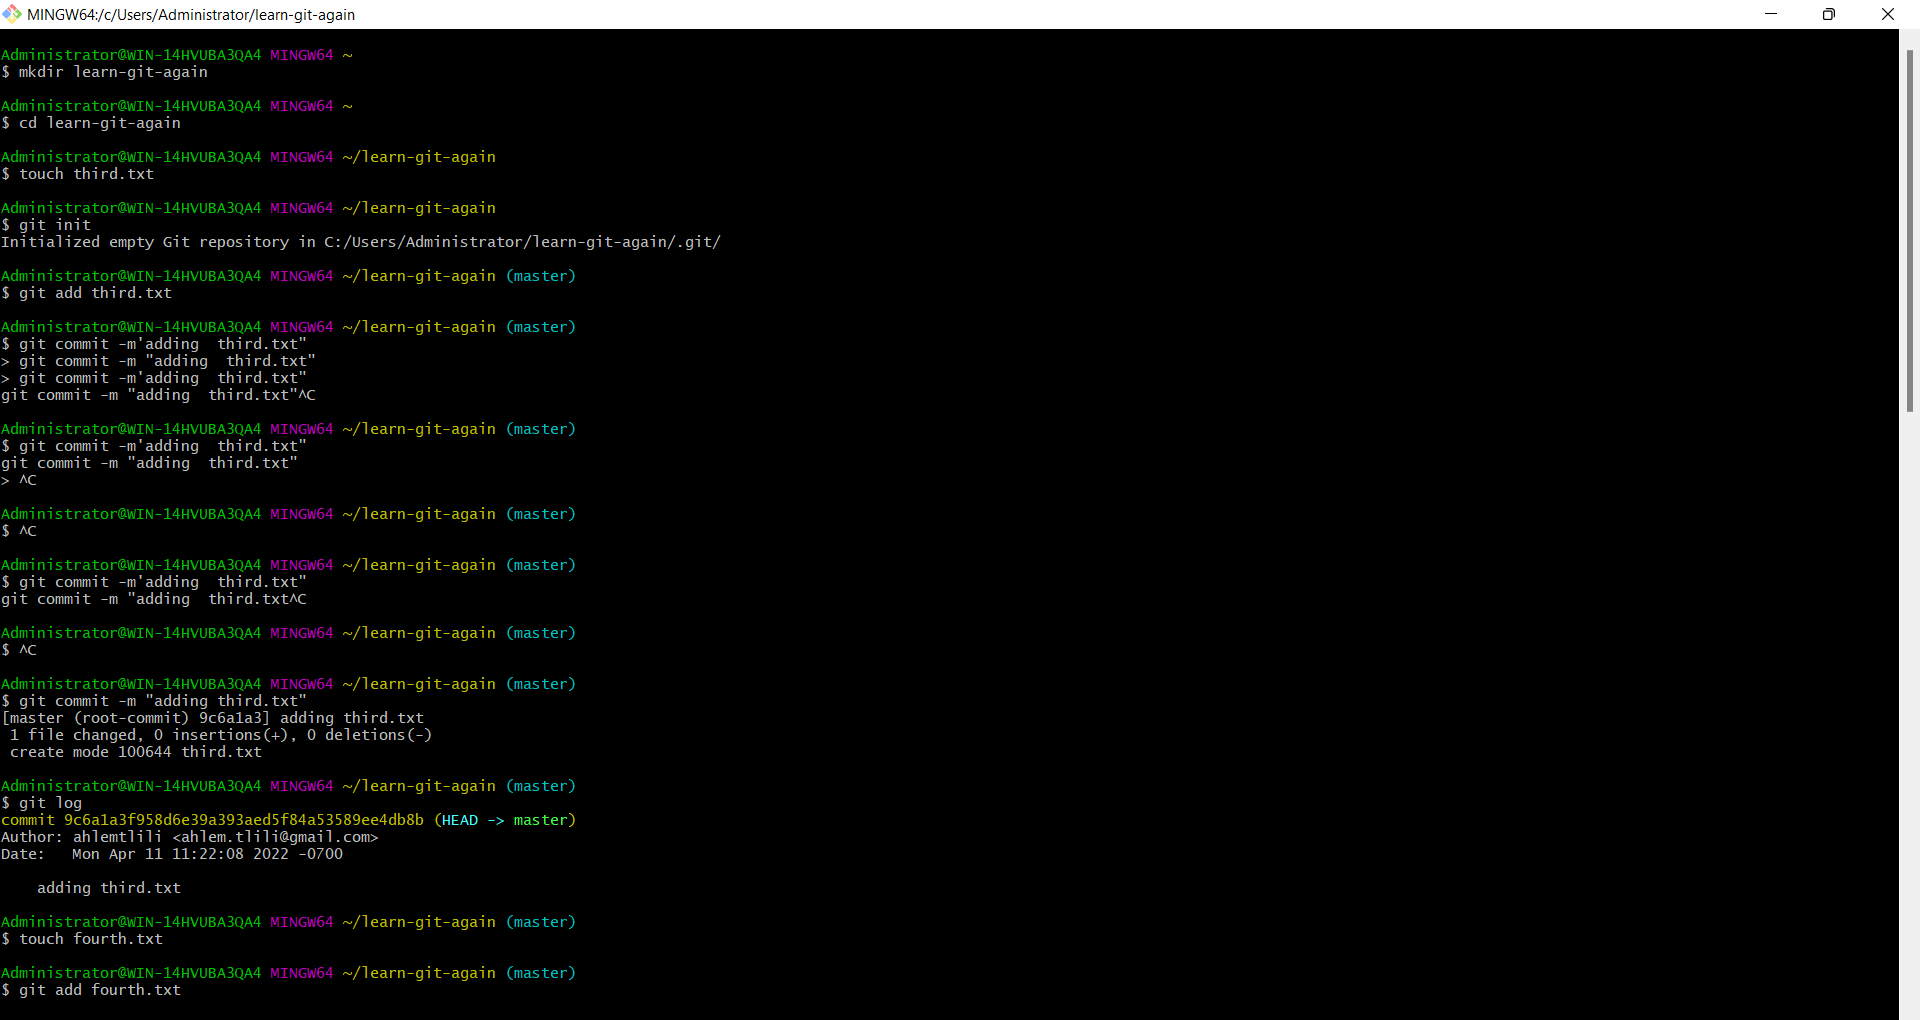 MINGW64:/c/Users/Administrator/learn-git-again
Administrator@WIN-14HVUBA3QA4 MINGW64 ~
$ mkdir learn-git-again
Administrator@WIN-14HVUBA3QA4 MINGW64 ~
$ cd learn-git-again
Administrator@WIN-14HVUBA3QA4 MINGW64 ~/learn-git-again
$ touch third.txt
Administrator@WIN-14HVUBA3QA4 MINGW64 ~/learn-git-again
$ git init
Initialized empty Git repository in C:/Users/Administrator/learn-git-again/.git/
Administrator@WIN-14HVUBA3QA4 MINGW64 ~/learn-git-again (master)
$ git add third.txt
Administrator@WIN-14HVUBA3QA4 MINGW64 ~/learn-git-again (master)
$ git commit -m'adding  third.txt"
> git commit -m "adding  third.txt"
> git commit -m'adding  third.txt"
git commit -m "adding  third.txt"^C
Administrator@WIN-14HVUBA3QA4 MINGW64 ~/learn-git-again (master)
$ git commit -m'adding  third.txt"
git commit -m "adding  third.txt"
> ^C
Administrator@WIN-14HVUBA3QA4 MINGW64 ~/learn-git-again (master)
$ ^C
Administrator@WIN-14HVUBA3QA4 MINGW64 ~/learn-git-again (master)
$ git commit -m'adding  third.txt"
git commit -m "adding  third.txt^C
Administrator@WIN-14HVUBA3QA4 MINGW64 ~/learn-git-again (master)
$ ^C
Administrator@WIN-14HVUBA3QA4 MINGW64 ~/learn-git-again (master)
$ git commit -m "adding third.txt"
[master (root-commit) 9c6a1a3] adding third.txt
 1 file changed, 0 insertions(+), 0 deletions(-)
 create mode 100644 third.txt
Administrator@WIN-14HVUBA3QA4 MINGW64 ~/learn-git-again (master)
$ git log
commit 9c6a1a3f958d6e39a393aed5f84a53589ee4db8b (HEAD -> master)
Author: ahlemtlili <ahlem.tlili@gmail.com>
Date:   Mon Apr 11 11:22:08 2022 -0700
    adding third.txt
Administrator@WIN-14HVUBA3QA4 MINGW64 ~/learn-git-again (master)
$ touch fourth.txt
Administrator@WIN-14HVUBA3QA4 MINGW64 ~/learn-git-again (master)
$ git add fourth.txt